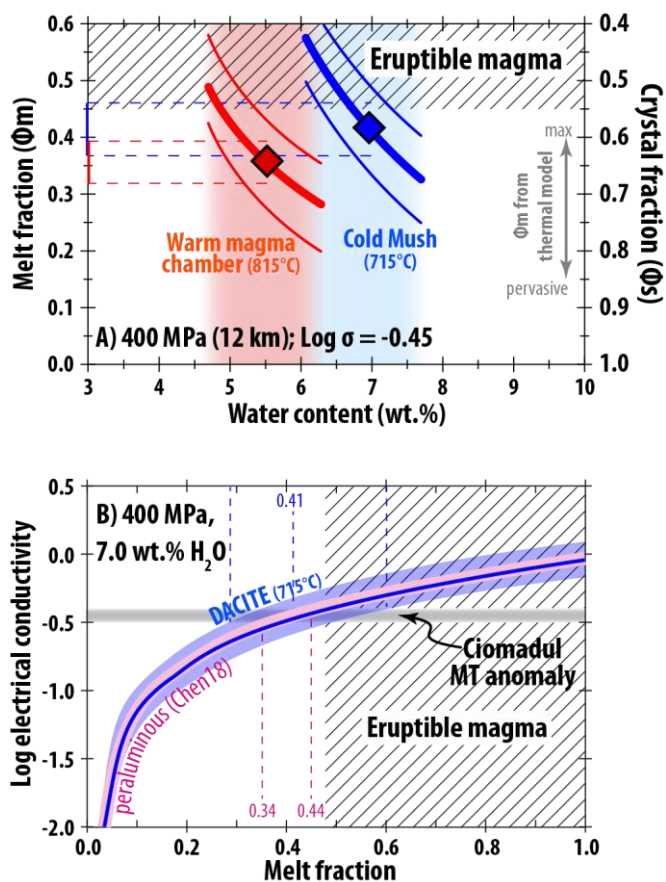 0.6
0.5
0.4
0.3
0.2
0.1
0.0
Melt fraction (Φm)
Eruptible magma
Warm magma
chamber (815°C)
Cold Mush
(715°C)
max
Φm from
thermal model
pervasive
A) 400 MPa (12 km); Log σ = -0.45
0.4
0.5
0.6
0.7
0.8
0.9
1.0
Crystal fraction (Φs)
3 4 5 6 7 8 9 10
Water content (wt.%)
0.5
0.0
-0.5
-1.0
-1.5
-2.0
Log electrical conductivity
B) 400 MPa,
7.0 wt.% H₂O
0.41
DACITE (715°C)
peraluminous (Chen18)
Ciomadul
MT anomaly
Eruptible magma
0.34 0.44
0.0 0.2 0.4 0.6 0.8 1.0
Melt fraction